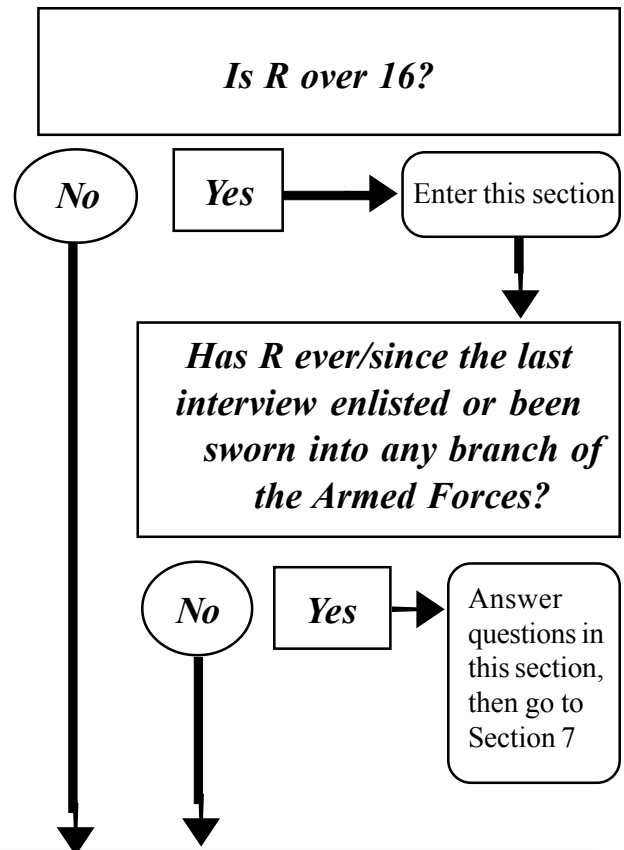 Is R over 16?
No
Yes
Enter this section
Has R ever/since the last
interview enlisted or been
sworn into any branch of
the Armed Forces?
No
Yes
Answer
questions in
this section,
then go to
Section 7